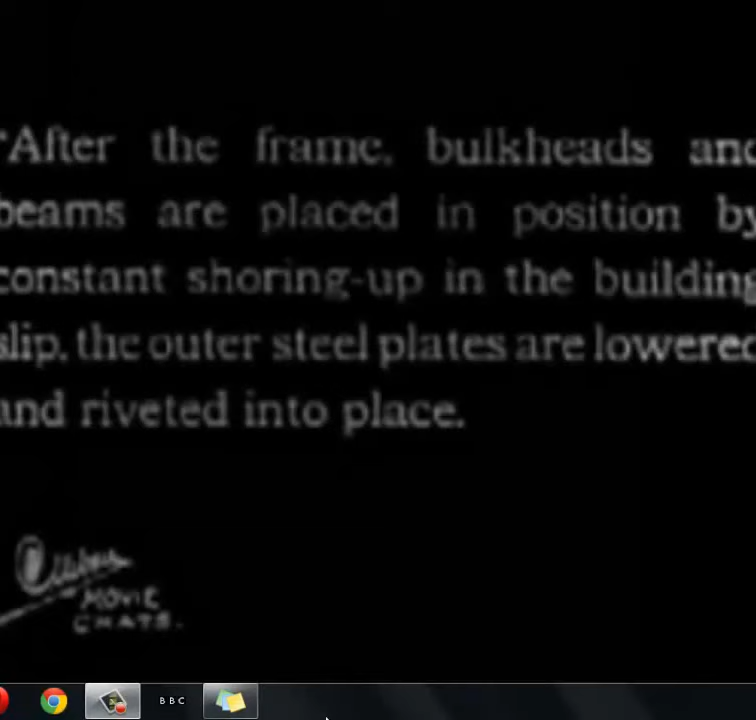 "After the frame, bulkheads and
beams are placed in position by
constant shoring-up in the building
slip, the outer steel plates are lowered
and riveted into place.
MOVIE
CHATS.
BBC